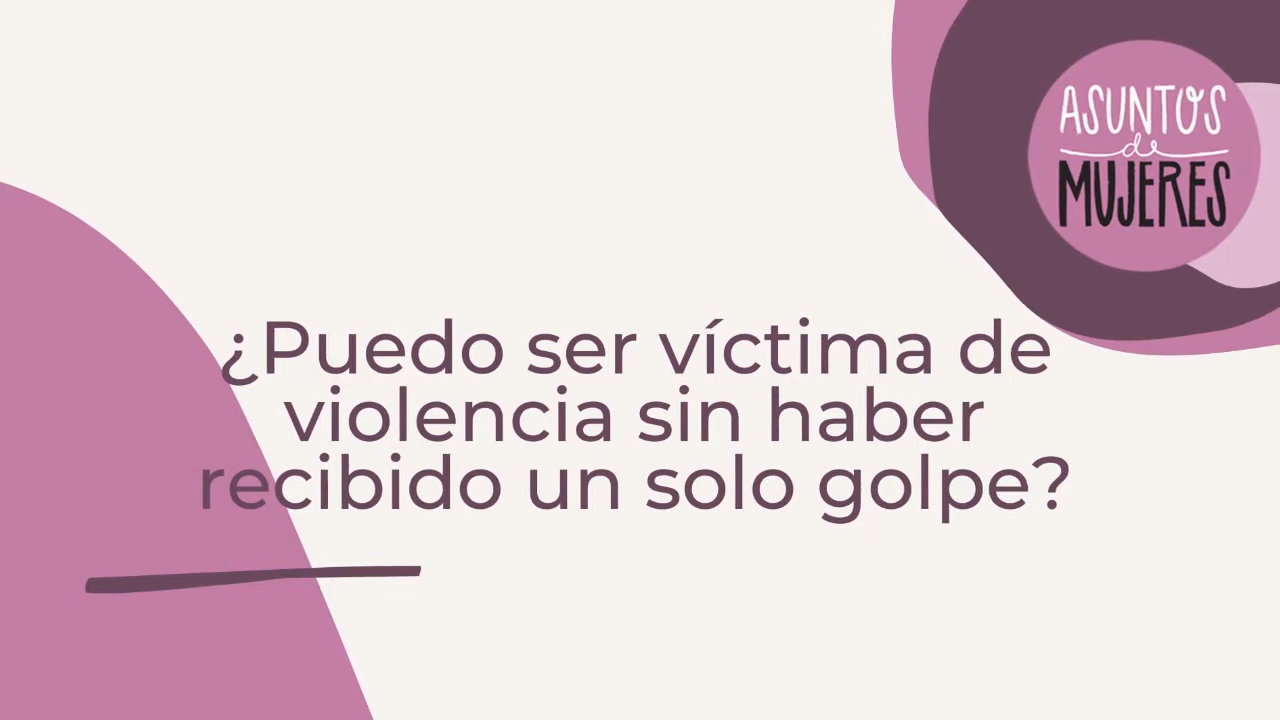 ASUNTOS
de
MUJERES
¿Puedo ser víctima de
violencia sin haber
recibido un solo golpe?